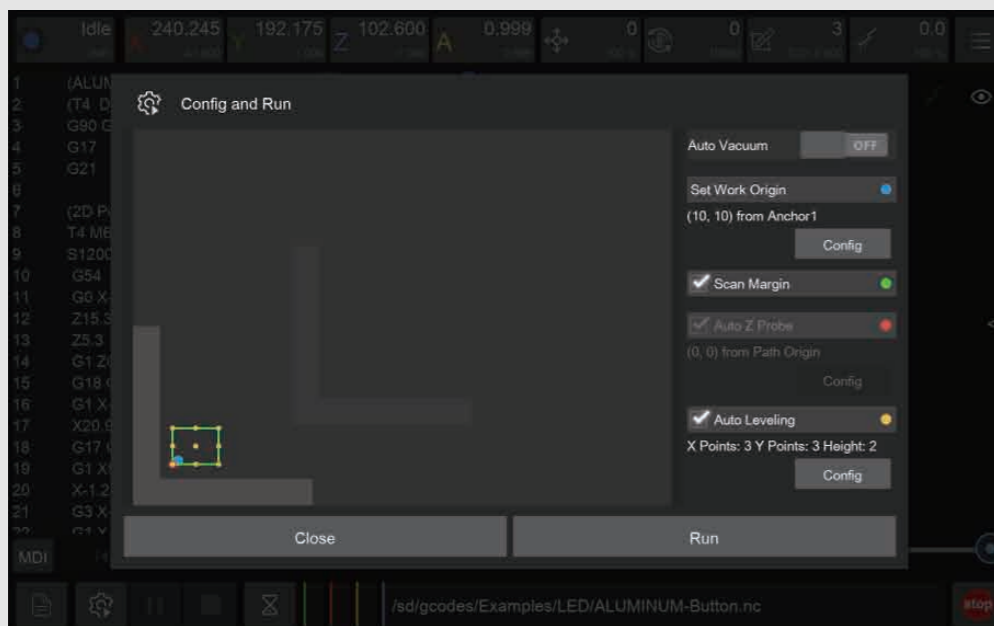 Idle 240.245 192.175 Z 102.600 A 0.999 0 0 3 0.0
Config and Run
1 (ALUM
2 (T4 D
3 G90 G
4 G17
5 G21
6
7 (2D P
8 T4 M6
9 S1200
10 G54
11 G0 X-
12 Z15.3
13 Z5.3
14 G1 Z0
15 G18 G
16 G1 X-
17 X20.9
18 G17
19 G1 X
20 X-1.2
21 G3 X-
22
Auto Vacuum OFF
Set Work Origin
(10, 10) from Anchor1
Config
Scan Margin
Auto Z Probe
(0, 0) from Path Origin
Config
Auto Leveling
X Points: 3 Y Points: 3 Height: 2
Config
Close Run
MDI
/sd/gcodes/Examples/LED/ALUMINUM-Button.nc
stop